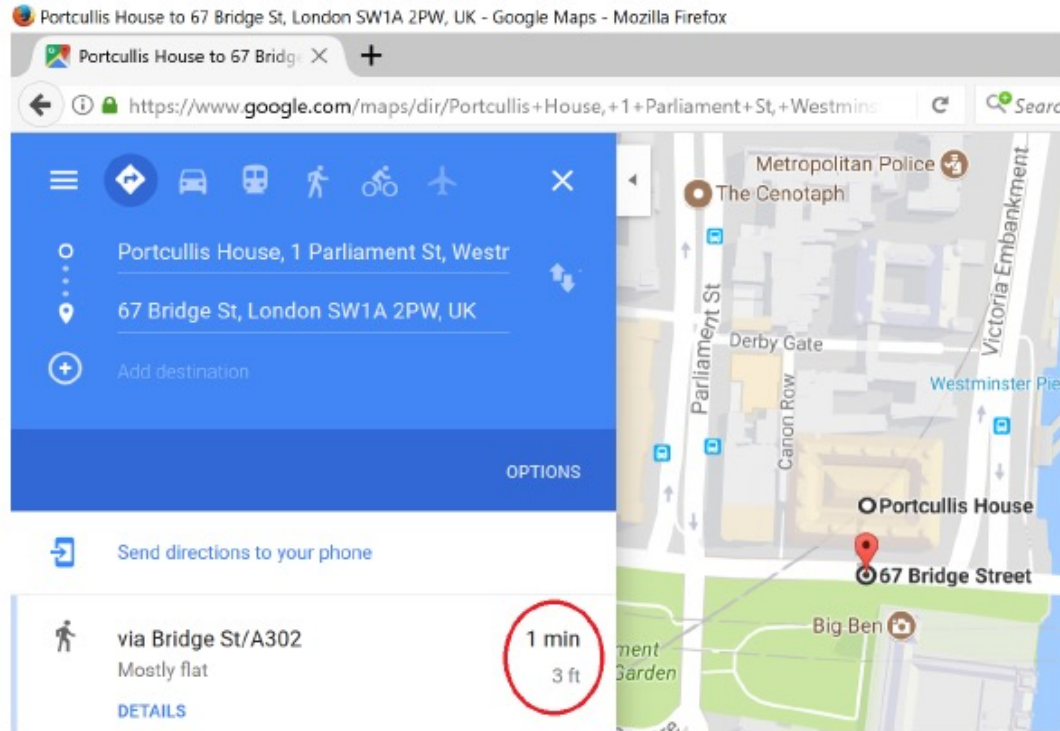 Portcullis House to 67 Bridge St, London SW1A 2PW, UK - Google Maps - Mozilla Firefox
Portcullis House to 67 Bridg
https://www.google.com/maps/dir/Portcullis+House,+1+Parliament+St,+Westmins
Searc
Portcullis House, 1 Parliament St, Westr
67 Bridge St, London SW1A 2PW, UK
Add destination
OPTIONS
Send directions to your phone
via Bridge St/A302
1 min
Mostly flat
3 ft
DETAILS
Metropolitan Police
The Cenotaph
Victoria Embankment
Parliament St
Derby Gate
Canon Row
Westminster Pie
Portcullis House
67 Bridge Street
Big Ben
ment
Garden